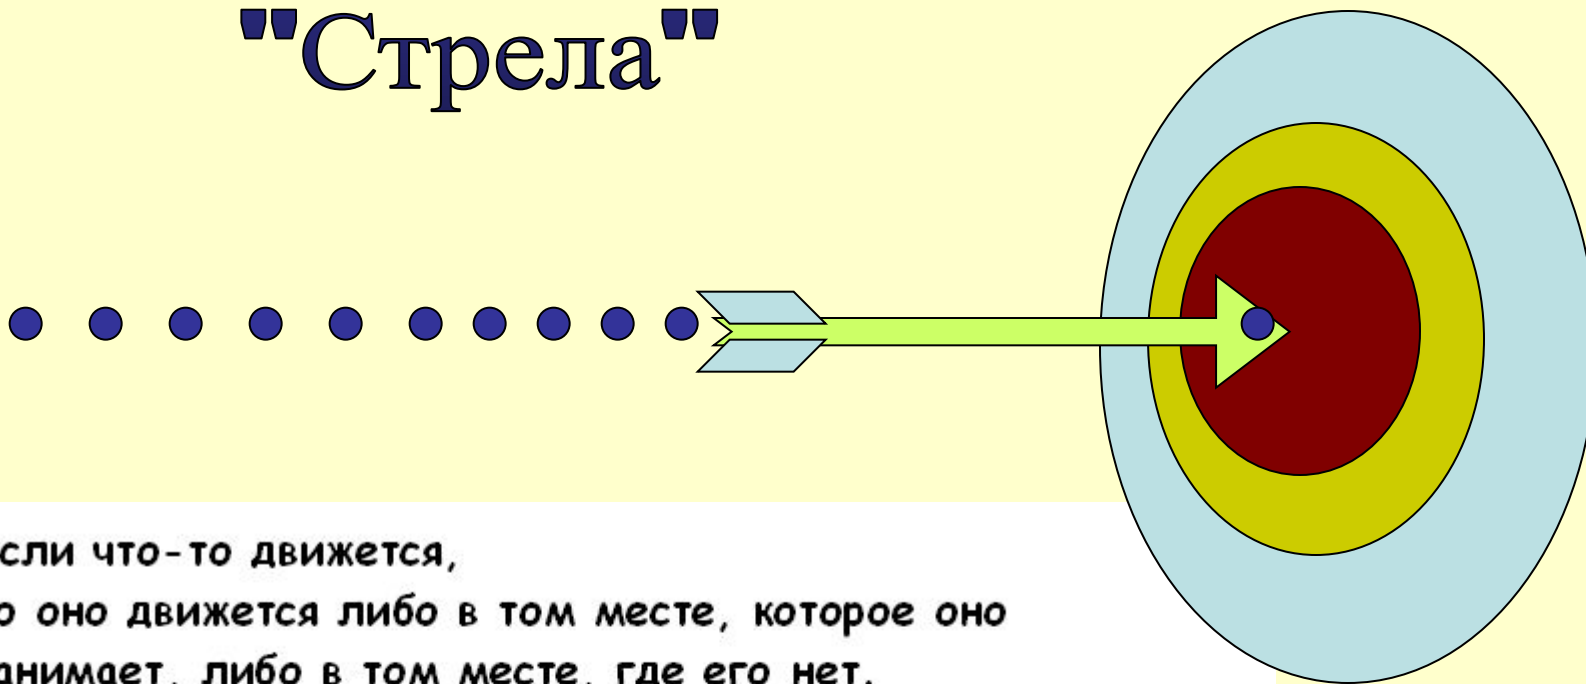 "Стрела"
сли что-то движется,
о оно движется либо в том месте, которое оно
анимает, либо в том месте, где его нет.